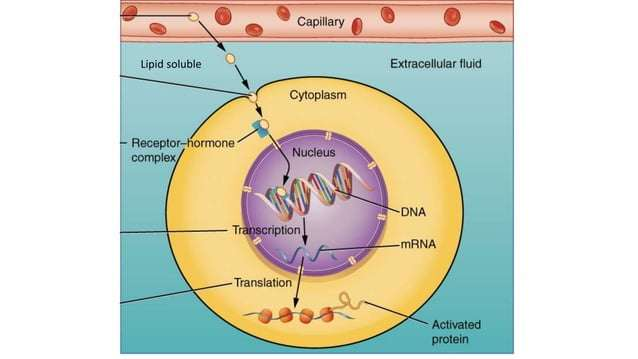 Capillary
Lipid soluble
Extracellular fluid
Cytoplasm
Receptor–hormone
complex
Nucleus
DNA
Transcription
mRNA
Translation
Activated
protein